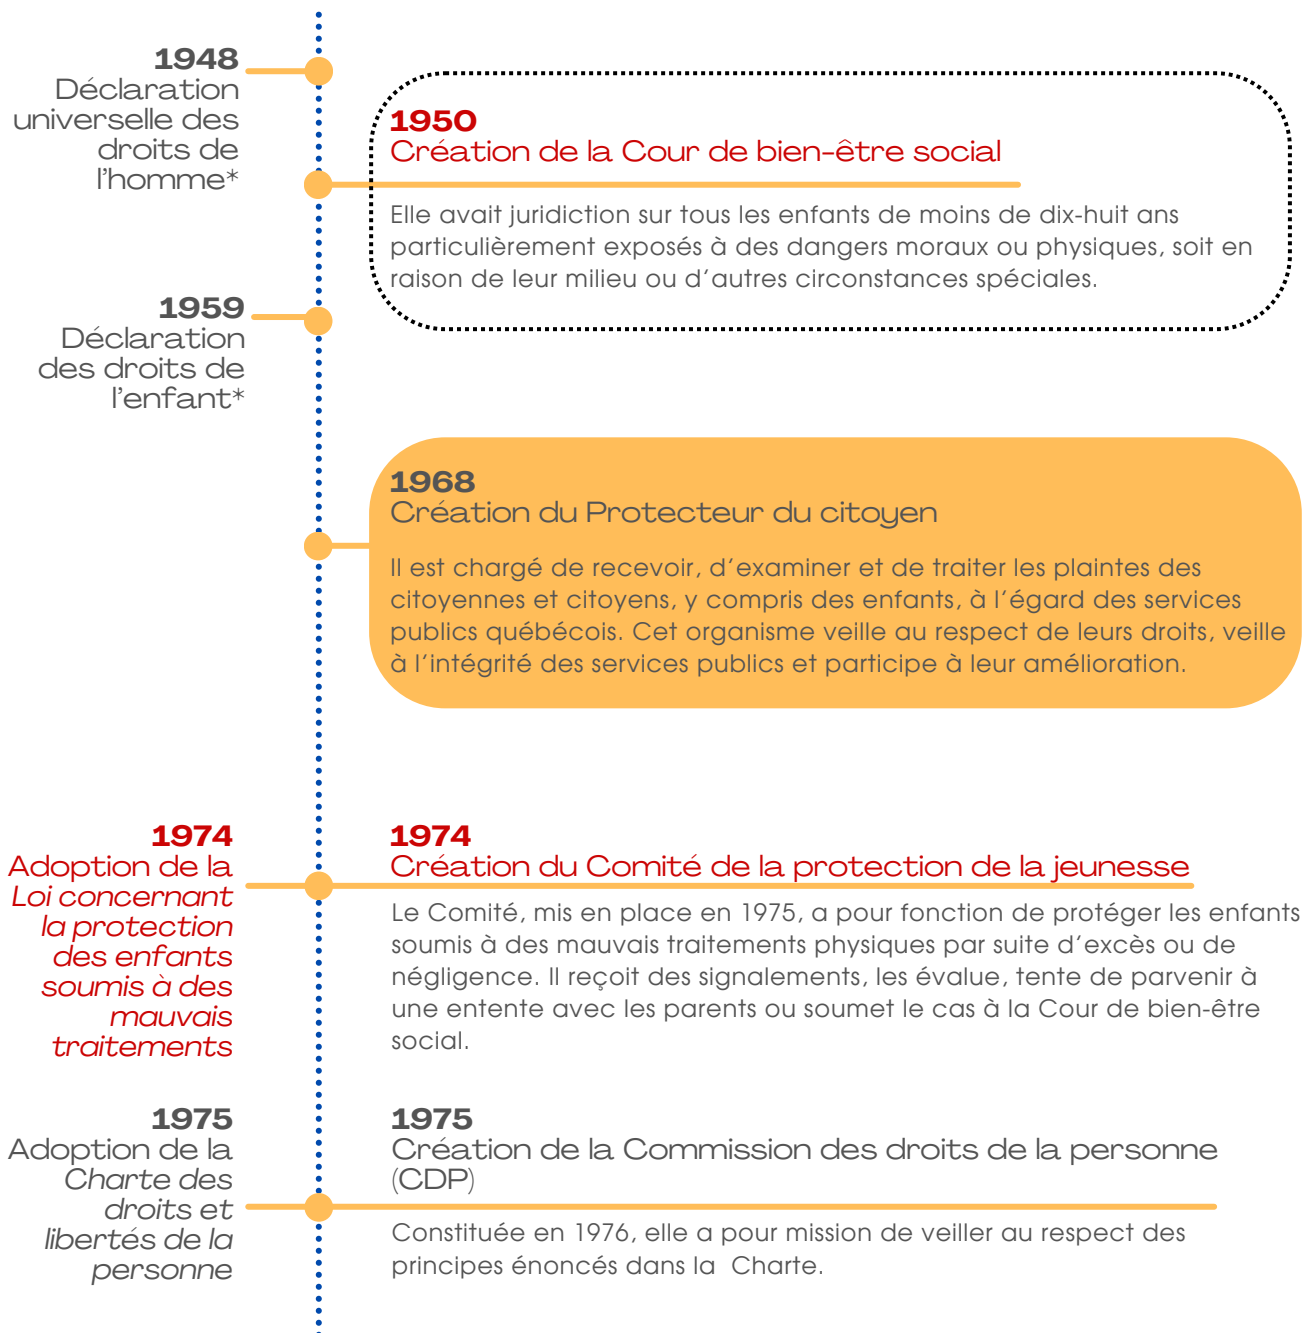 1948
Déclaration
universelle des
droits de
l'homme*
1950
Création de la Cour de bien-être social
Elle avait juridiction sur tous les enfants de moins de dix-huit ans
particulièrement exposés à des dangers moraux ou physiques, soit en
raison de leur milieu ou d'autres circonstances spéciales.
1959
Déclaration
des droits de
l'enfant*
1968
Création du Protecteur du citoyen
Il est chargé de recevoir, d'examiner et de traiter les plaintes des
citoyennes et citoyens, y compris des enfants, à l'égard des services
publics québécois. Cet organisme veille au respect de leurs droits, veille
à l'intégrité des services publics et participe à leur amélioration.
1974
Adoption de la
Loi concernant
la protection
des enfants
soumis à des
mauvais
traitements
1974
Création du Comité de la protection de la jeunesse
Le Comité, mis en place en 1975, a pour fonction de protéger les enfants
soumis à des mauvais traitements physiques par suite d'excès ou de
négligence. Il reçoit des signalements, les évalue, tente de parvenir à
une entente avec les parents ou soumet le cas à la Cour de bien-être
social.
1975
Adoption de la
Charte des
droits et
libertés de la
personne
1975
Création de la Commission des droits de la personne
(CDP)
Constituée en 1976, elle a pour mission de veiller au respect des
principes énoncés dans la Charte.